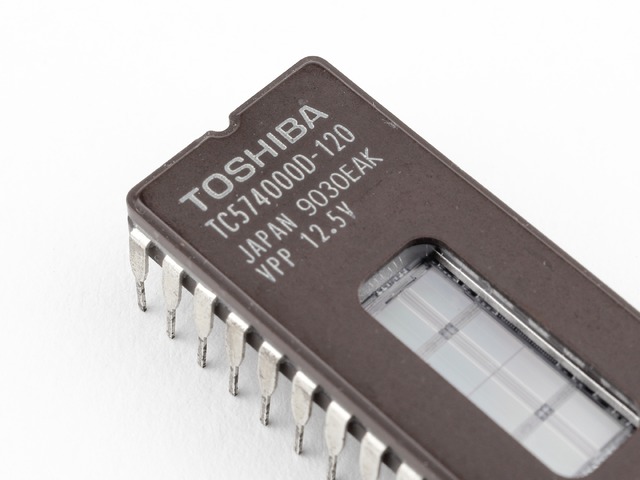 TOSHIBA
TC574000D-120
JAPAN 9030EAK
VPP 12.5V